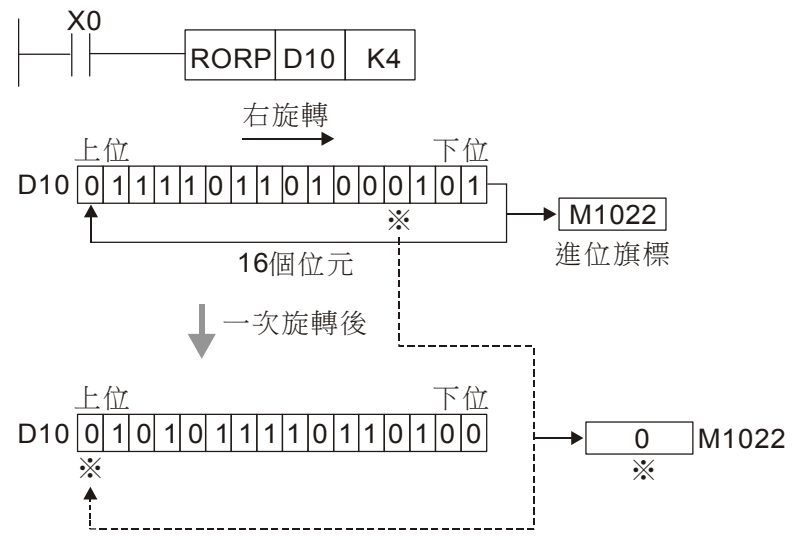 X0
RORP D10 K4
右旋轉
上位 下位
D10 0 1 1 1 1 0 1 1 0 1 0 0 0 1 0 1
※
M1022
16個位元
進位旗標
一次旋轉後
上位 下位
D10 0 1 0 1 0 1 1 1 1 0 1 1 0 1 0 0
0 M1022
※ ※